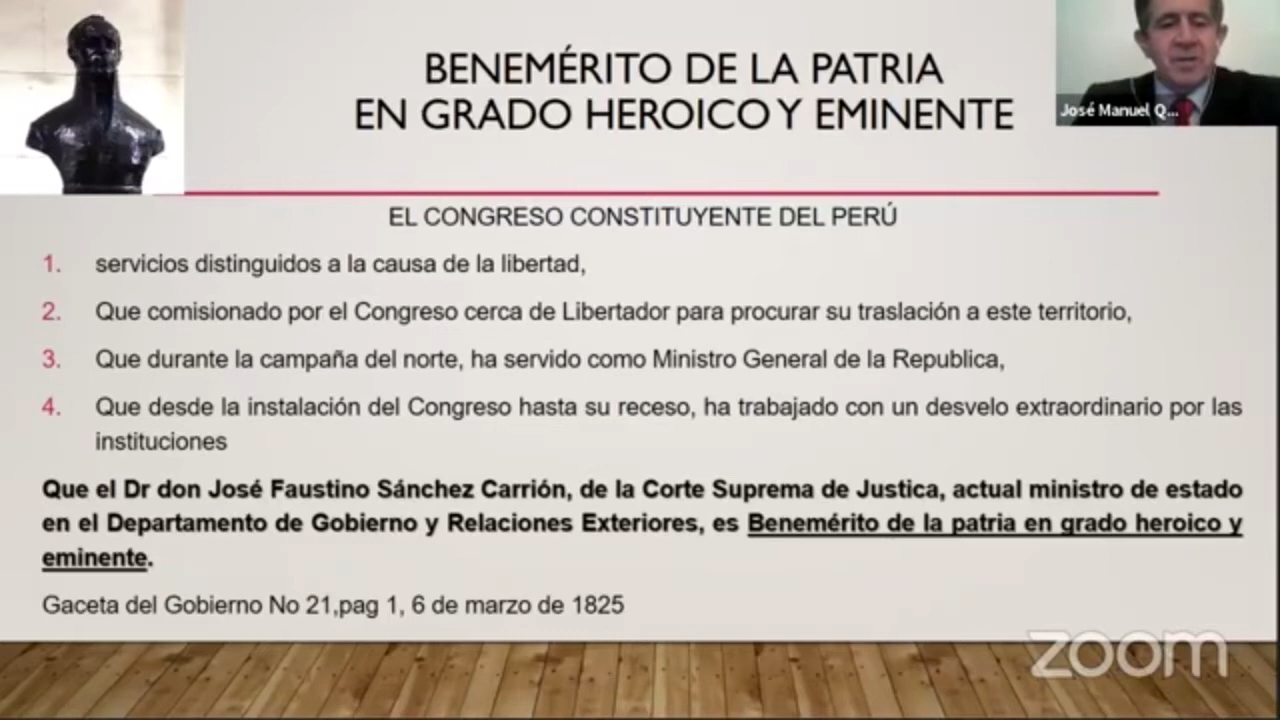 BENEMÉRITO DE LA PATRIA
EN GRADO HEROICO Y EMINENTE
José Manuel Q...
EL CONGRESO CONSTITUYENTE DEL PERÚ
1. servicios distinguidos a la causa de la libertad,
2. Que comisionado por el Congreso cerca de Libertador para procurar su traslación a este territorio,
3. Que durante la campaña del norte, ha servido como Ministro General de la Republica,
4. Que desde la instalación del Congreso hasta su receso, ha trabajado con un desvelo extraordinario por las
instituciones
Que el Dr don José Faustino Sánchez Carrión, de la Corte Suprema de Justica, actual ministro de estado
en el Departamento de Gobierno y Relaciones Exteriores, es Benemérito de la patria en grado heroico y
eminente.
Gaceta del Gobierno No 21,pag 1, 6 de marzo de 1825
zoom